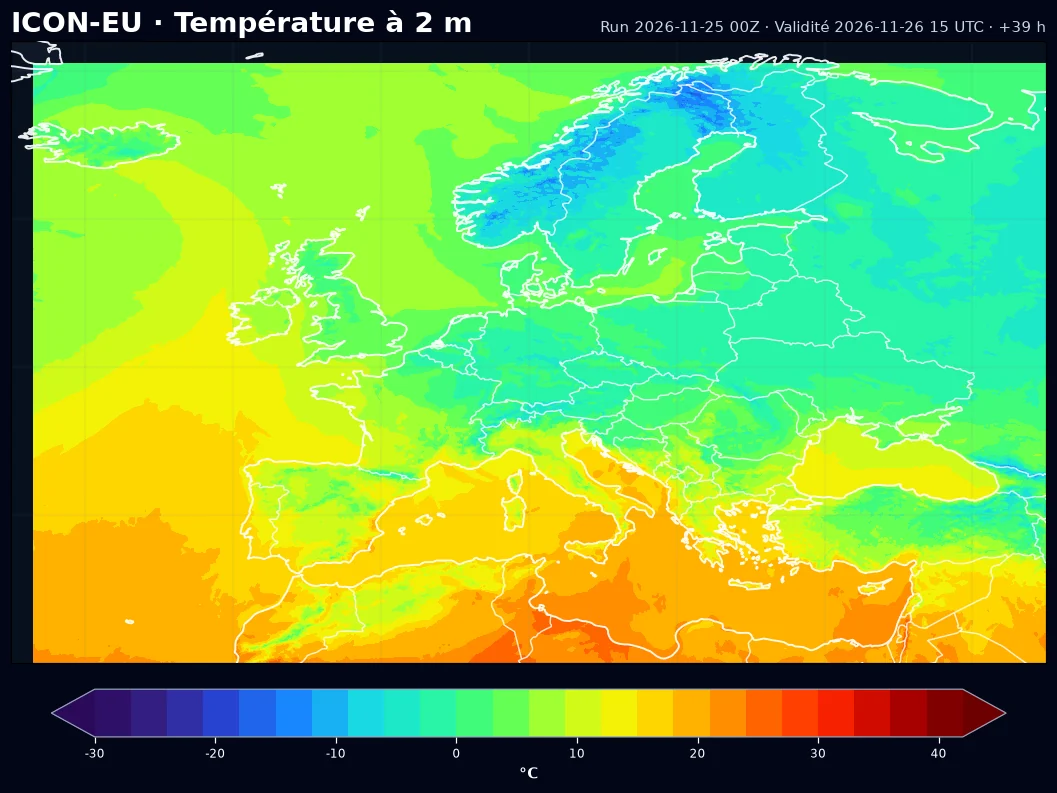 ICON-EU · Température à 2 m
Run 2026-11-25 00Z · Validité 2026-11-26 15 UTC · +39 h
-30 -20 -10 0 10 20 30 40
°C